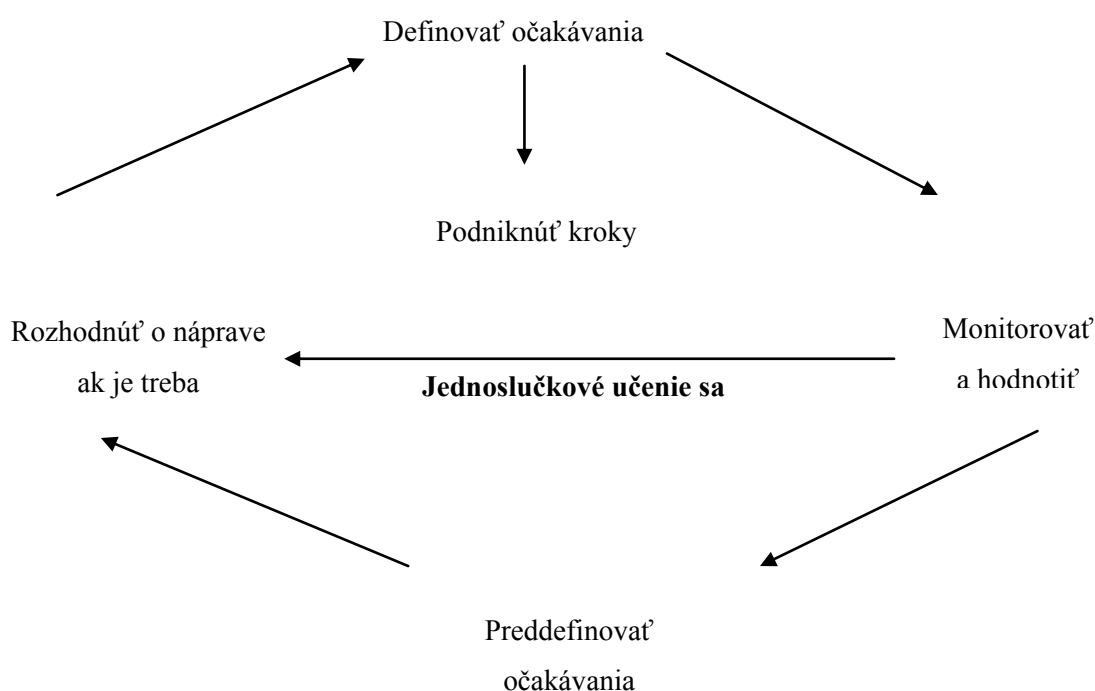 Definovať očakávania
Podniknúť kroky
Rozhodnúť o náprave
ak je treba
Monitorovať
a hodnotiť
Jednoslučkové učenie sa
Preddefinovať
očakávania